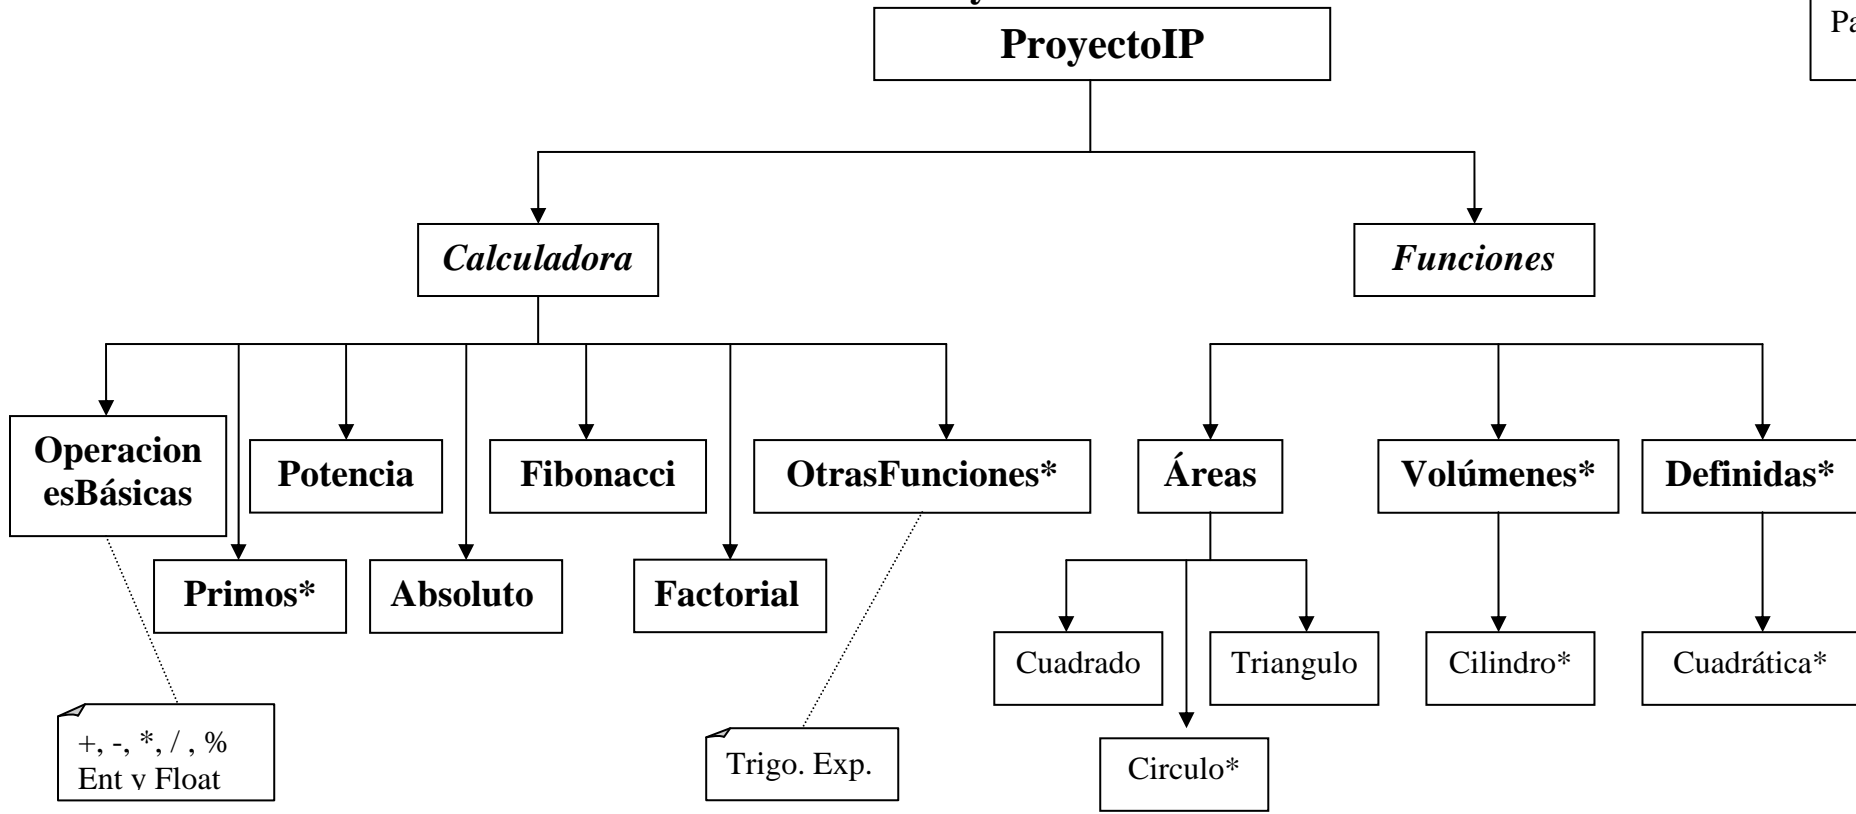 ProyectoIP
Calculadora
Funciones
Operacion
esBásicas
Potencia
Fibonacci
OtrasFunciones*
Áreas
Volúmenes*
Definidas*
Primos*
Absoluto
Factorial
Cuadrado
Triangulo
Cilindro*
Cuadrática*
+, -, *, / , %
Ent y Float
Trigo. Exp.
Circulo*